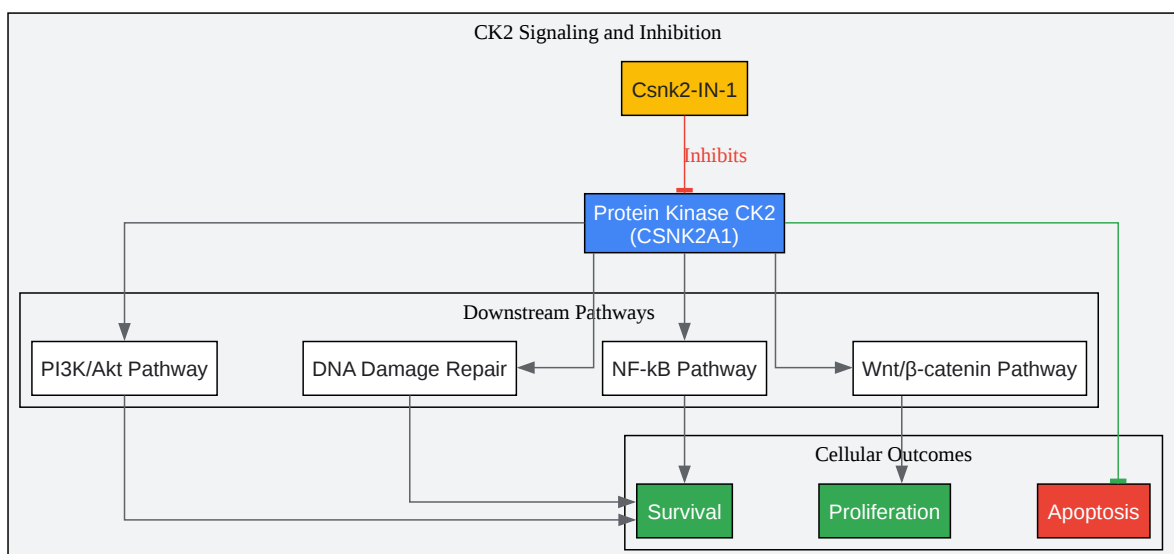 CK2 Signaling and Inhibition
Csnk2-IN-1
Inhibits
Protein Kinase CK2
(CSNK2A1)
Downstream Pathways
PI3K/Akt Pathway
DNA Damage Repair
NF-kB Pathway
Wnt/β-catenin Pathway
Cellular Outcomes
Survival
Proliferation
Apoptosis